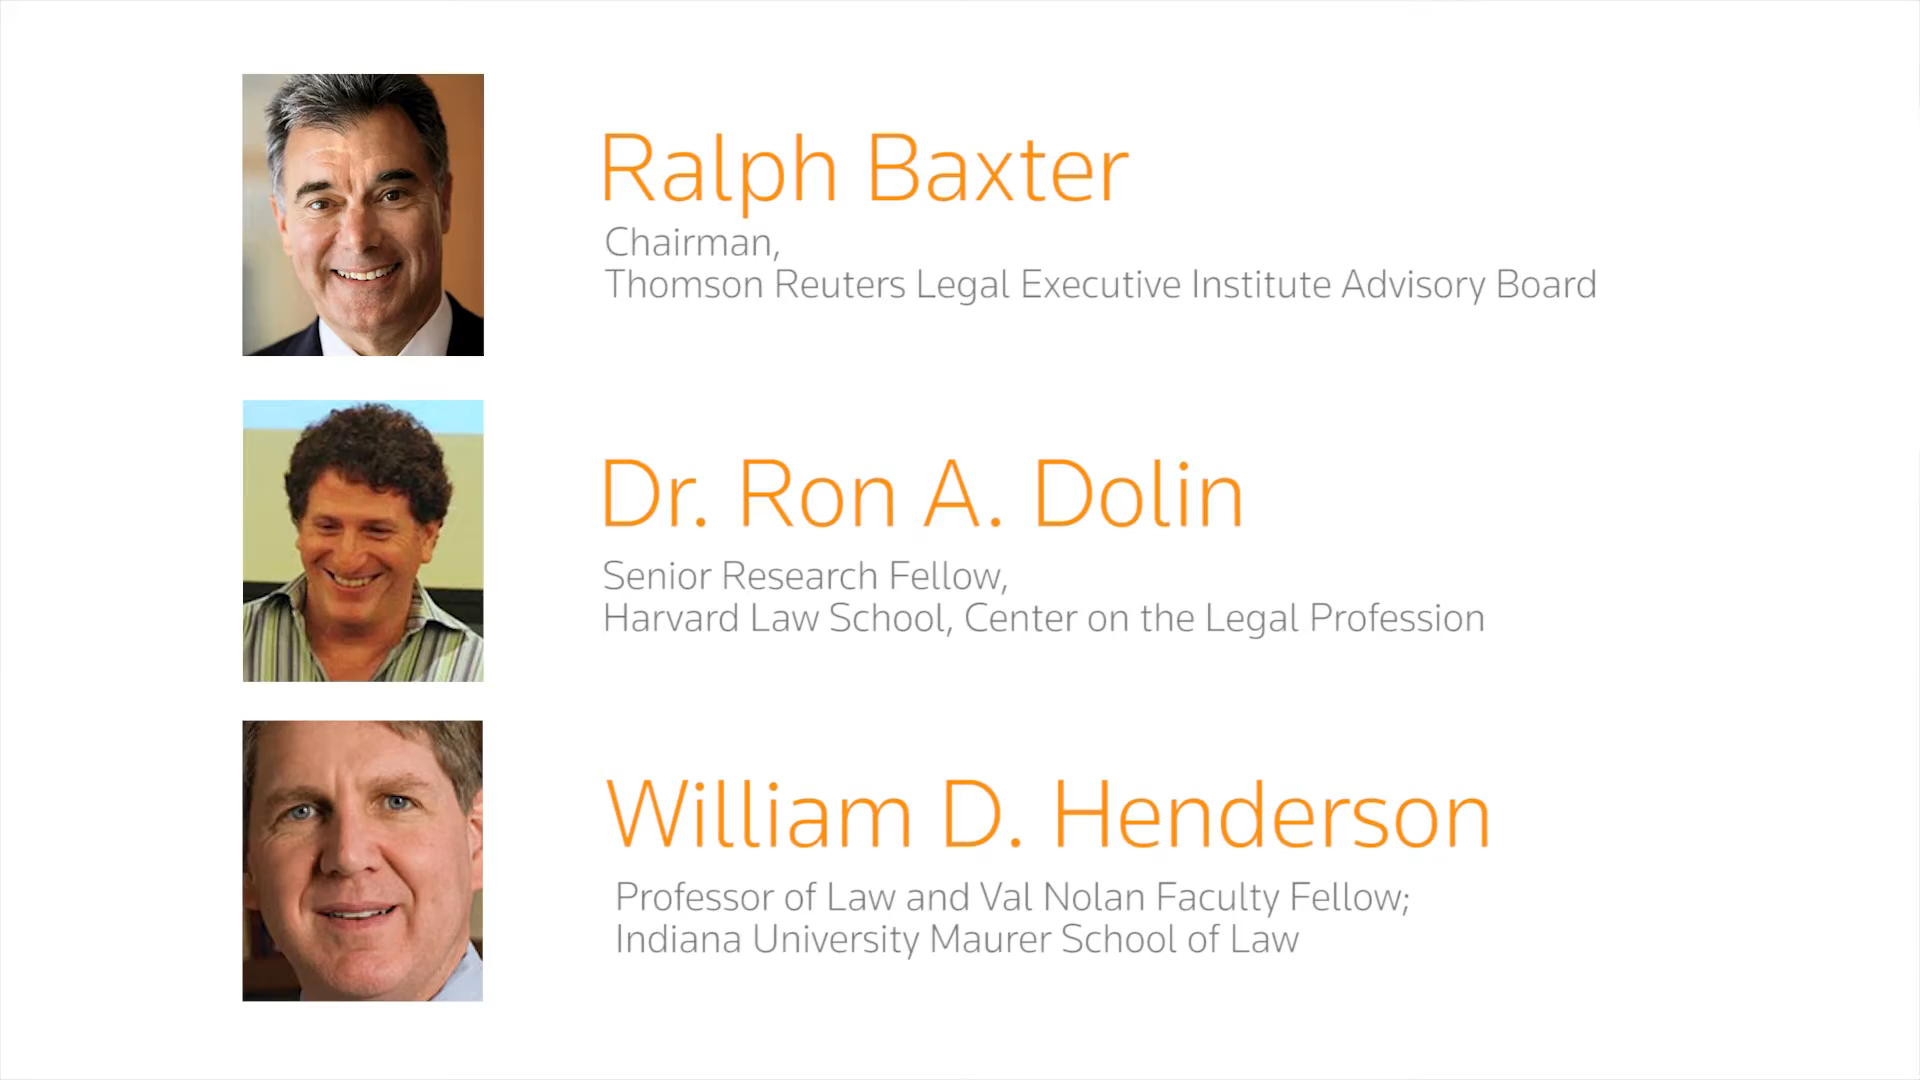 Ralph Baxter
Chairman,
Thomson Reuters Legal Executive Institute Advisory Board
Dr. Ron A. Dolin
Senior Research Fellow,
Harvard Law School, Center on the Legal Profession
William D. Henderson
Professor of Law and Val Nolan Faculty Fellow;
Indiana University Maurer School of Law